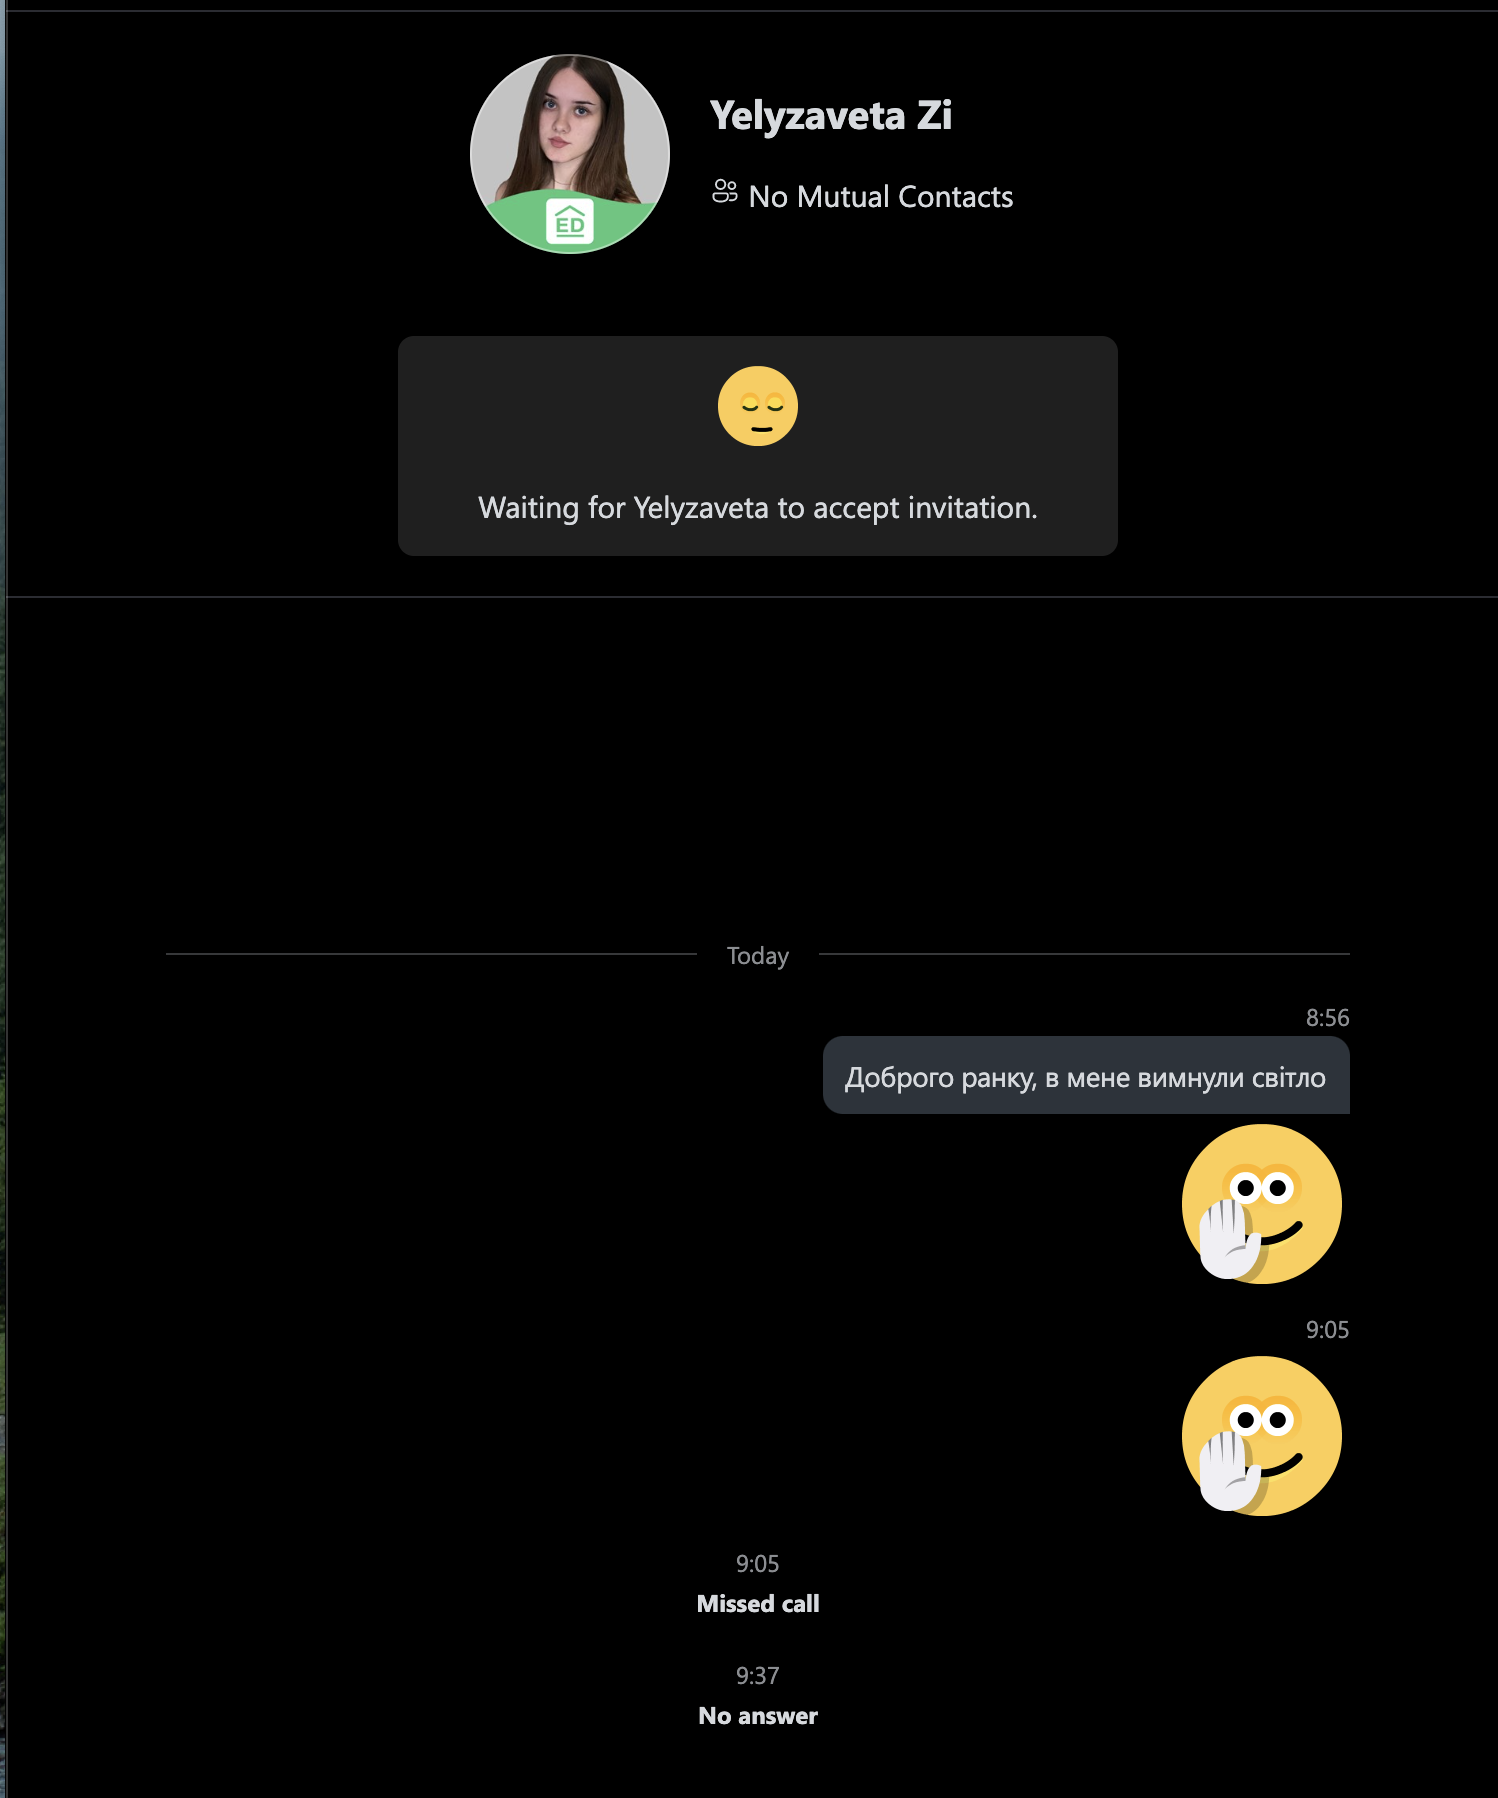 Yelyzaveta Zi
No Mutual Contacts
ED
Waiting for Yelyzaveta to accept invitation.
Today
8:56
Доброго ранку, в мене вимнули світло
9:05
9:05
Missed call
9:37
No answer